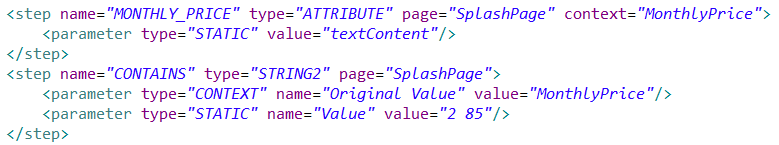 <step name="MONTHLY_PRICE" type="ATTRIBUTE" page="SplashPage" context="MonthlyPrice">
    <parameter type="STATIC" value="textContent"/>
</step>
<step name="CONTAINS" type="STRING2" page="SplashPage">
    <parameter type="CONTEXT" name="Original Value" value="MonthlyPrice"/>
    <parameter type="STATIC" name="Value" value="2 85"/>
</step>